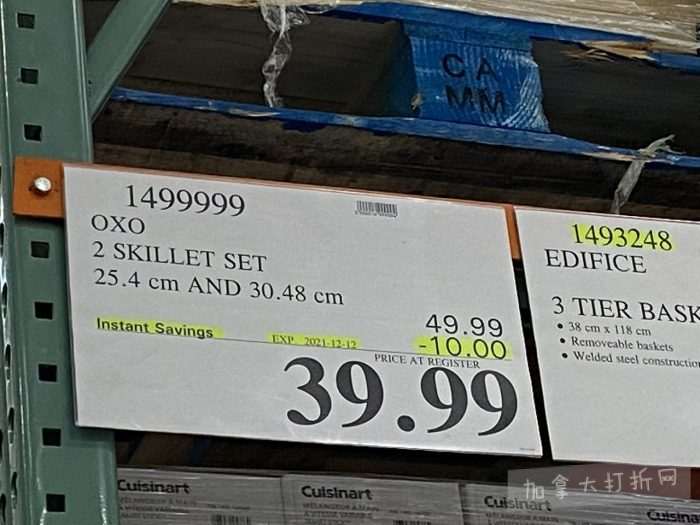 CA
MM
1499999
OXO
2 SKILLET SET
25.4 cm AND 30.48 cm
49.99
Instant Savings EXP. 2021-12-12 -10.00
PRICE AT REGISTER
39.99
1493248
EDIFICE
3 TIER BASK
• 38 cm x 118 cm
• Removeable baskets
• Welded steel constructio
Cuisinart
Cuisinart
Cuisinart
Cuisinart
加拿大打折网